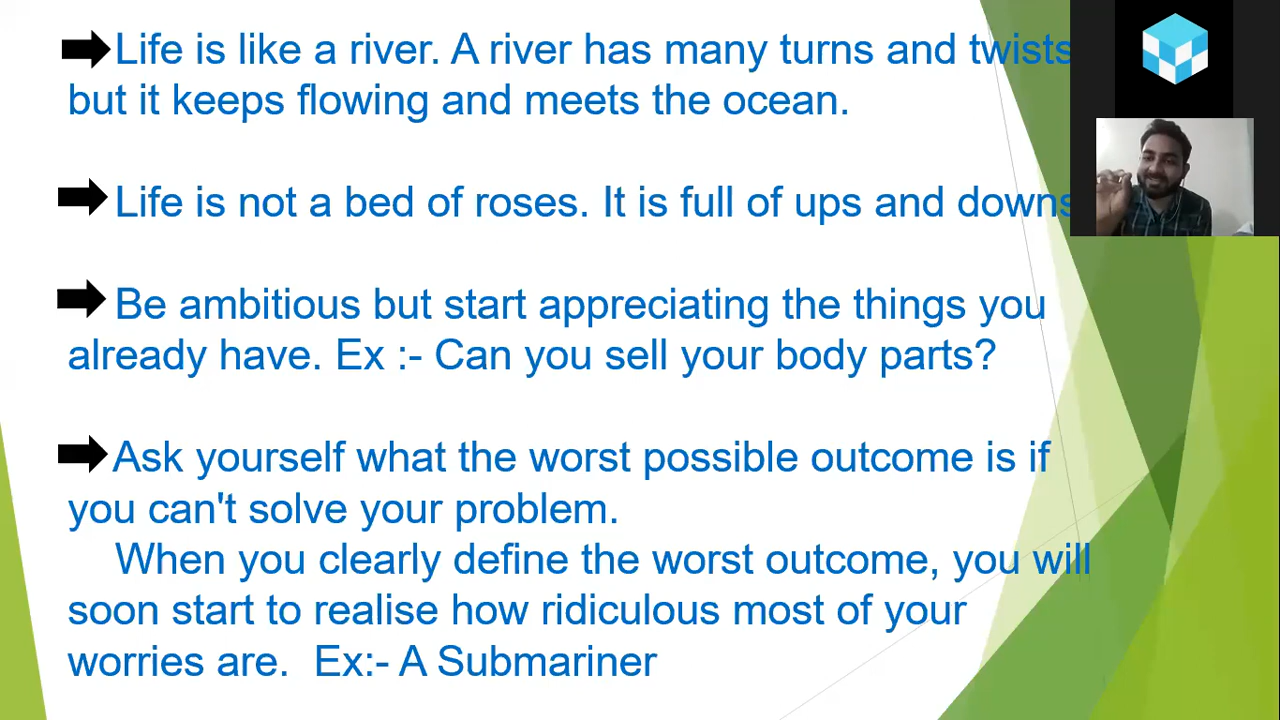 Life is like a river. A river has many turns and twists
but it keeps flowing and meets the ocean.
Life is not a bed of roses. It is full of ups and downs
Be ambitious but start appreciating the things you
already have. Ex :- Can you sell your body parts?
Ask yourself what the worst possible outcome is if
you can't solve your problem.
When you clearly define the worst outcome, you will
soon start to realise how ridiculous most of your
worries are. Ex:- A Submariner